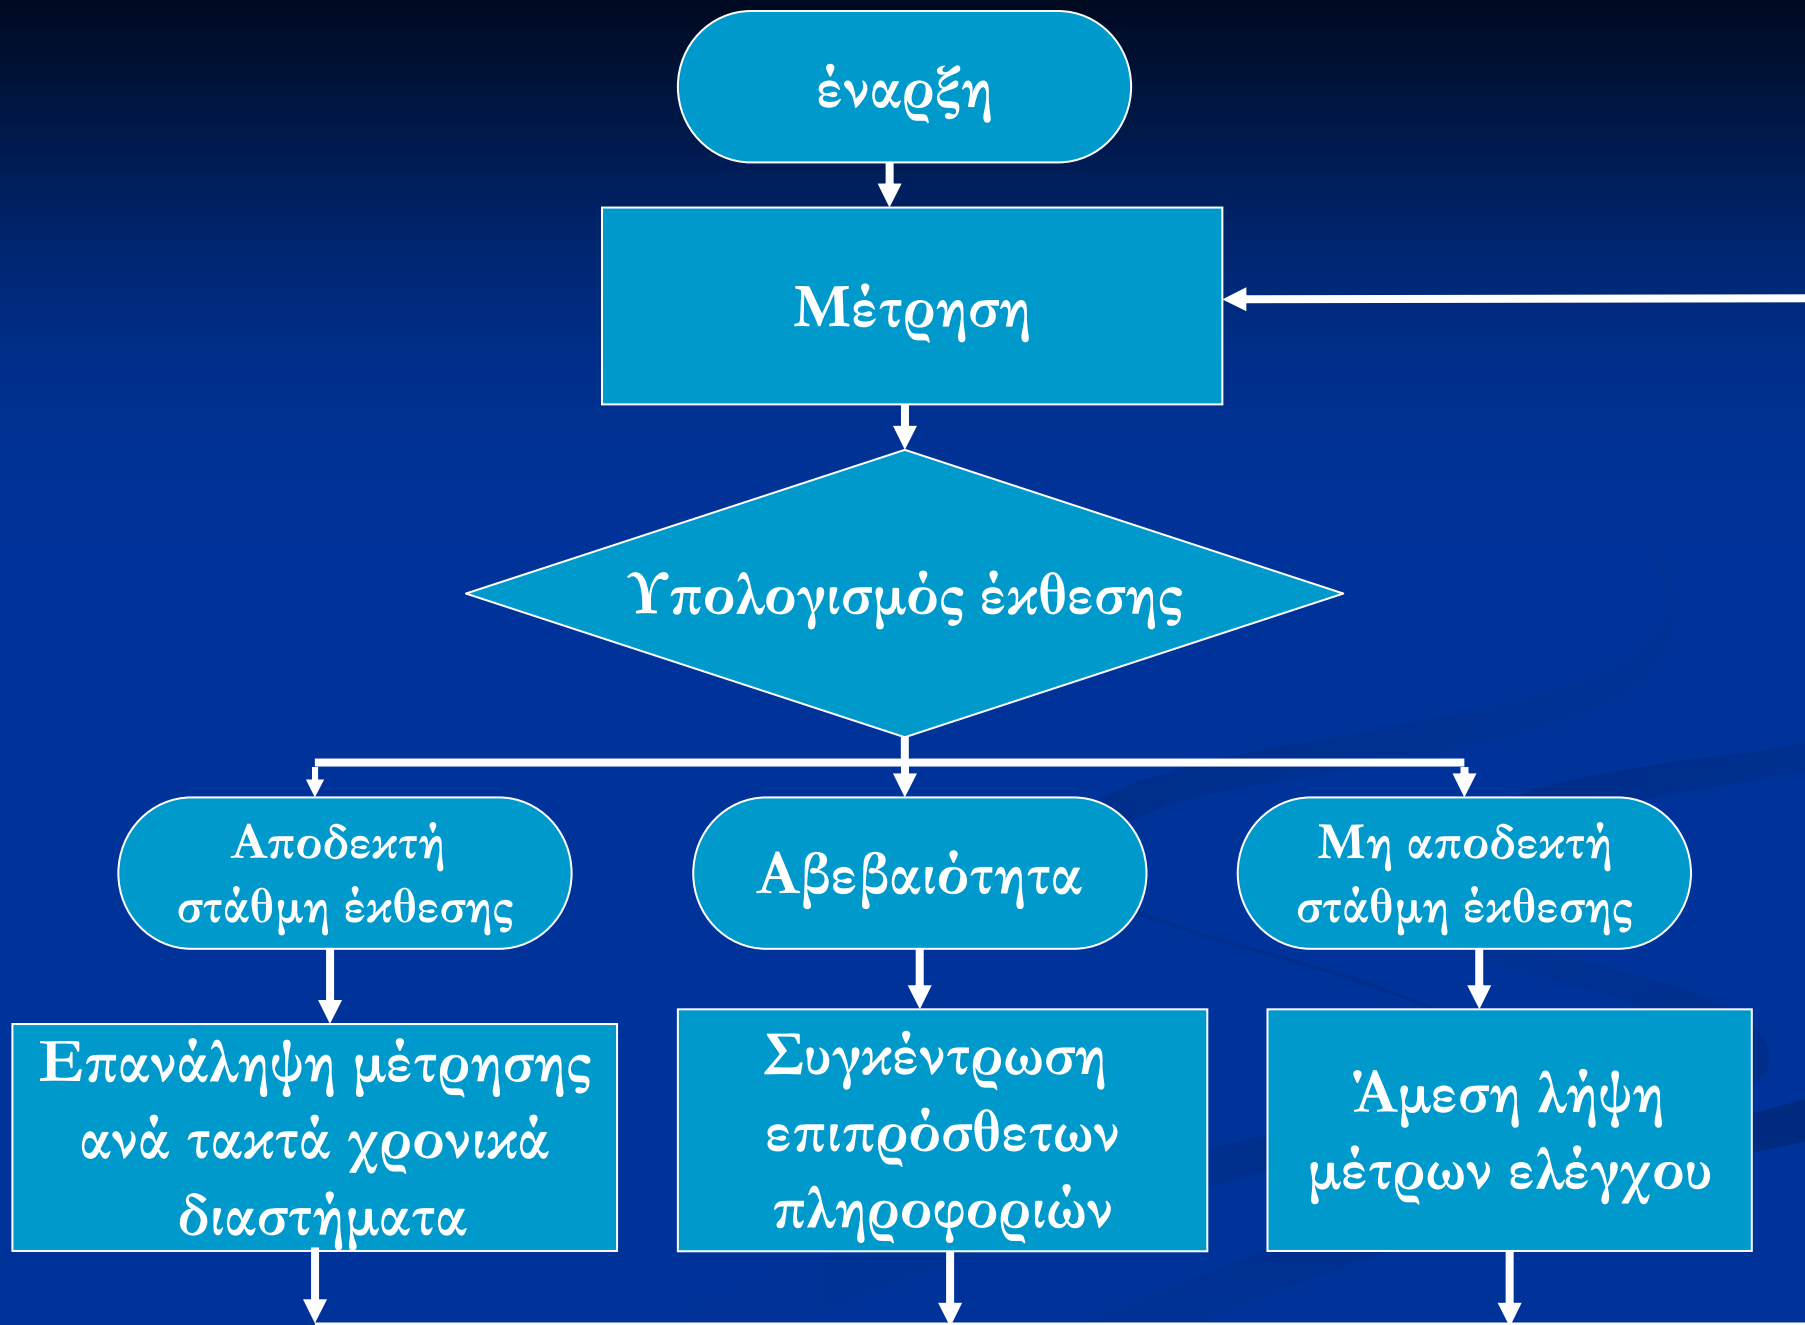 έναρξη
Μέτρηση
Υπολογισμός έκθεσης
Αποδεκτή
στάθμη έκθεσης
Αβεβαιότητα
Μη αποδεκτή
στάθμη έκθεσης
Επανάληψη μέτρησης
ανά τακτά χρονικά
διαστήματα
Συγκέντρωση
επιπρόσθετων
πληροφοριών
Άμεση λήψη
μέτρων ελέγχου